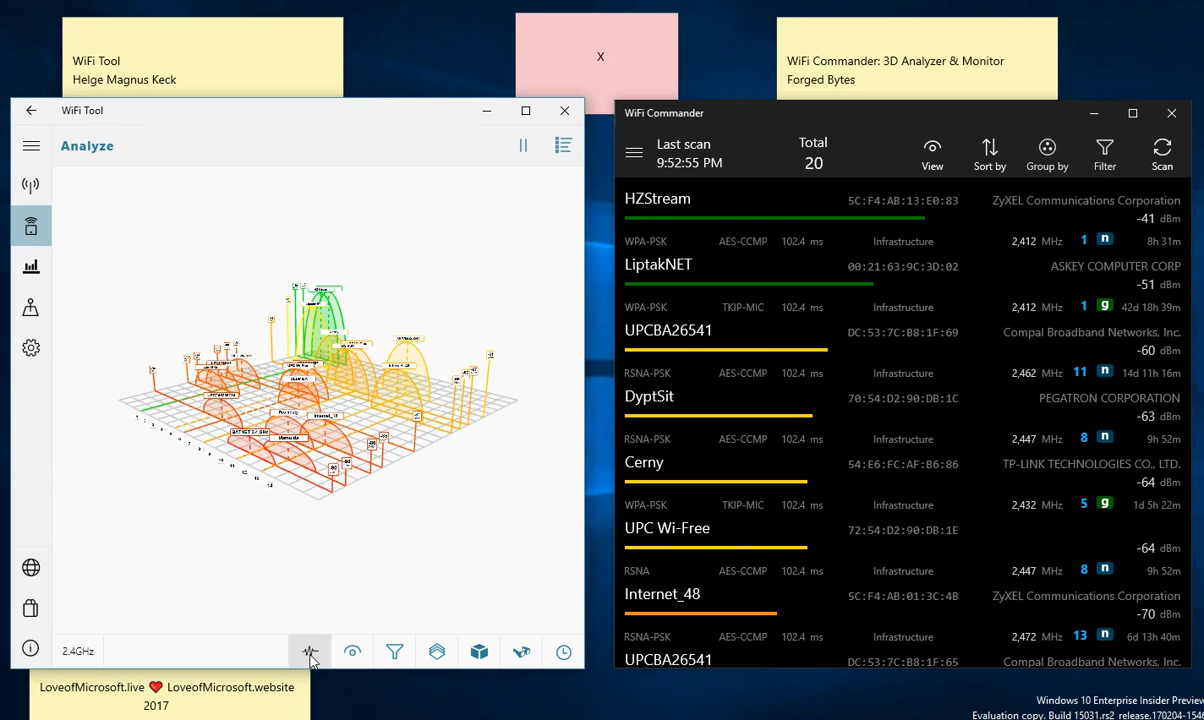 WiFi Tool
Helge Magnus Keck
X
WiFi Commander: 3D Analyzer & Monitor
Forged Bytes
WiFi Tool
Analyze
2.4GHz
WiFi Commander
Last scan
9:52:55 PM
Total
20
View
Sort by
Group by
Filter
Scan
HZStream 5C:F4:AB:13:E0:83 ZyXEL Communications Corporation
-41 dBm
WPA-PSK AES-CCMP 102.4 ms Infrastructure 2,412 MHz 1 n 8h 31m
LiptakNET 00:21:63:9C:3D:02 ASKEY COMPUTER CORP
-51 dBm
WPA-PSK TKIP-MIC 102.4 ms Infrastructure 2,412 MHz 1 g 42d 18h 39m
UPCBA26541 DC:53:7C:B8:1F:69 Compal Broadband Networks, Inc.
-60 dBm
RSNA-PSK AES-CCMP 102.4 ms Infrastructure 2,462 MHz 11 n 14d 11h 16m
DyptSit 70:54:D2:90:DB:1C PEGATRON CORPORATION
-63 dBm
RSNA-PSK AES-CCMP 102.4 ms Infrastructure 2,447 MHz 8 n 9h 52m
Cerny 54:E6:FC:AF:B6:86 TP-LINK TECHNOLOGIES CO., LTD.
-64 dBm
WPA-PSK TKIP-MIC 102.4 ms Infrastructure 2,432 MHz 5 g 1d 5h 22m
UPC Wi-Free 72:54:D2:90:DB:1E
-64 dBm
RSNA AES-CCMP 102.4 ms Infrastructure 2,447 MHz 8 n 9h 52m
Internet_48 5C:F4:AB:01:3C:4B ZyXEL Communications Corporation
-70 dBm
RSNA-PSK AES-CCMP 102.4 ms Infrastructure 2,472 MHz 13 n 6d 13h 40m
UPCBA26541 DC:53:7C:B8:1F:65 Compal Broadband Networks, Inc.
LoveofMicrosoft.live ❤ LoveofMicrosoft.website
2017
Windows 10 Enterprise Insider Preview
Evaluation copy. Build 15031.rs2_release.170204-154